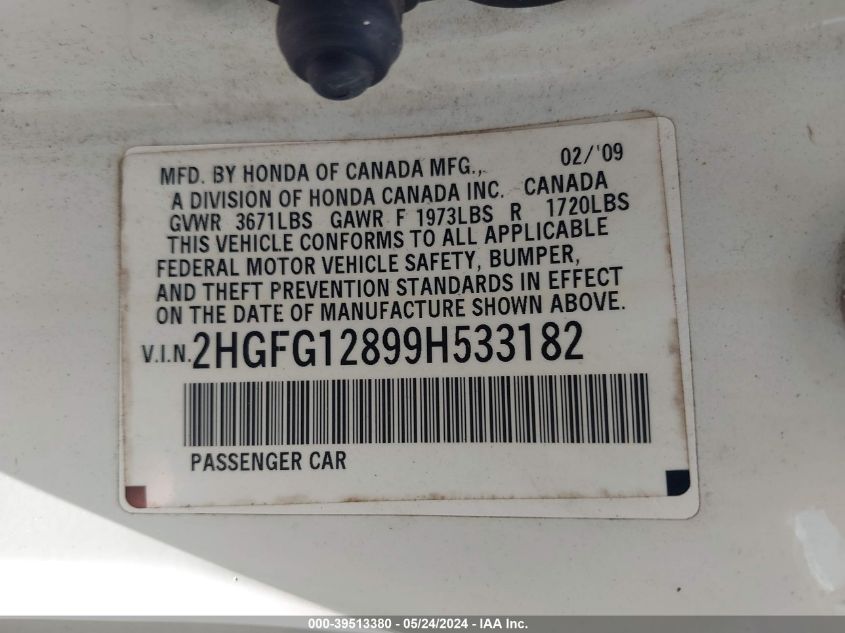 MFD. BY HONDA OF CANADA MFG., 02/'09
A DIVISION OF HONDA CANADA INC. CANADA
GVWR 3671LBS GAWR F 1973LBS R 1720LBS
THIS VEHICLE CONFORMS TO ALL APPLICABLE
FEDERAL MOTOR VEHICLE SAFETY, BUMPER,
AND THEFT PREVENTION STANDARDS IN EFFECT
ON THE DATE OF MANUFACTURE SHOWN ABOVE.
V.I.N. 2HGFG12899H533182
PASSENGER CAR
000-39513380 - 05/24/2024 - IAA Inc.